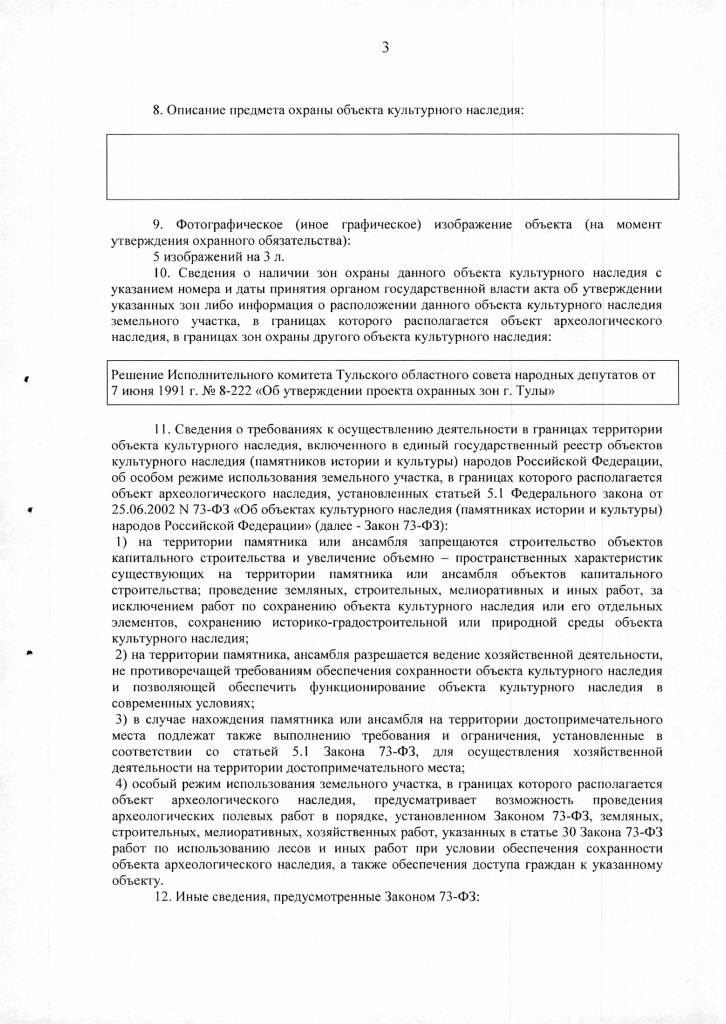 3
8. Описание предмета охраны объекта культурного наследия:
9. Фотографическое (иное графическое) изображение объекта (на момент
утверждения охранного обязательства):
5 изображений на 3 л.
10. Сведения о наличии зон охраны данного объекта культурного наследия с
указанием номера и даты принятия органом государственной власти акта об утверждении
указанных зон либо информация о расположении данного объекта культурного наследия
земельного участка, в границах которого располагается объект археологического
наследия, в границах зон охраны другого объекта культурного наследия:
Решение Исполнительного комитета Тульского областного совета народных депутатов от
7 июня 1991 г. № 8-222 «Об утверждении проекта охранных зон г. Тулы»
11. Сведения о требованиях к осуществлению деятельности в границах территории
объекта культурного наследия, включенного в единый государственный реестр объектов
культурного наследия (памятников истории и культуры) народов Российской Федерации,
об особом режиме использования земельного участка, в границах которого располагается
объект археологического наследия, установленных статьей 5.1 Федерального закона от
25.06.2002 N 73-ФЗ «Об объектах культурного наследия (памятниках истории и культуры)
народов Российской Федерации» (далее - Закон 73-ФЗ):
1) на территории памятника или ансамбля запрещаются строительство объектов
капитального строительства и увеличение объемно – пространственных характеристик
существующих на территории памятника или ансамбля объектов капитального
строительства; проведение земляных, строительных, мелиоративных и иных работ, за
исключением работ по сохранению объекта культурного наследия или его отдельных
элементов, сохранению историко-градостроительной или природной среды объекта
культурного наследия;
2) на территории памятника, ансамбля разрешается ведение хозяйственной деятельности,
не противоречащей требованиям обеспечения сохранности объекта культурного наследия
и позволяющей обеспечить функционирование объекта культурного наследия в
современных условиях;
3) в случае нахождения памятника или ансамбля на территории достопримечательного
места подлежат также выполнению требования и ограничения, установленные в
соответствии со статьей 5.1 Закона 73-ФЗ, для осуществления хозяйственной
деятельности на территории достопримечательного места;
4) особый режим использования земельного участка, в границах которого располагается
объект археологического наследия, предусматривает возможность проведения
археологических полевых работ в порядке, установленном Законом 73-ФЗ, земляных,
строительных, мелиоративных, хозяйственных работ, указанных в статье 30 Закона 73-ФЗ
работ по использованию лесов и иных работ при условии обеспечения сохранности
объекта археологического наследия, а также обеспечения доступа граждан к указанному
объекту.
12. Иные сведения, предусмотренные Законом 73-ФЗ: